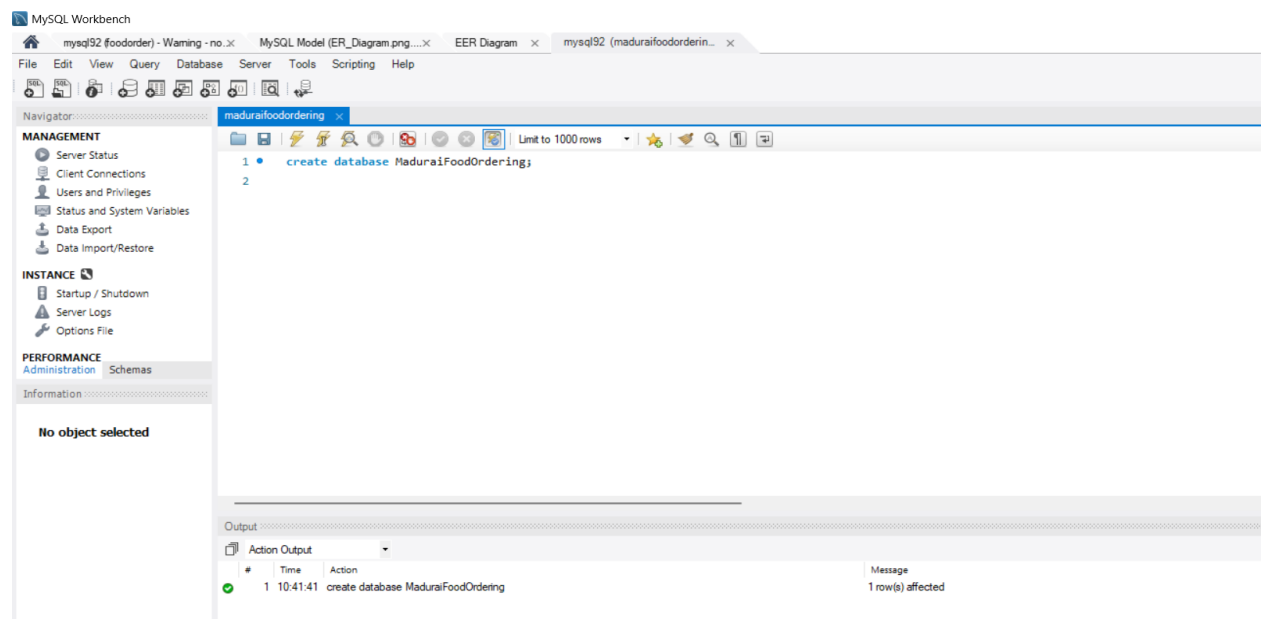 MySQL Workbench
mysql92 (foodorder) - Warning - no... MySQL Model (ER_Diagram.png.... EER Diagram mysql92 (maduraifoodorderin...
File Edit View Query Database Server Tools Scripting Help
Navigator maduraifoodordering
MANAGEMENT
Limit to 1000 rows
Server Status
1 create database MaduraiFoodOrdering;
Client Connections
2
Users and Privileges
Status and System Variables
Data Export
Data Import/Restore
INSTANCE
Startup / Shutdown
Server Logs
Options File
PERFORMANCE
Administration Schemas
Information
No object selected
Output
Action Output
# Time Action Message
1 10:41:41 create database MaduraiFoodOrdering 1 row(s) affected